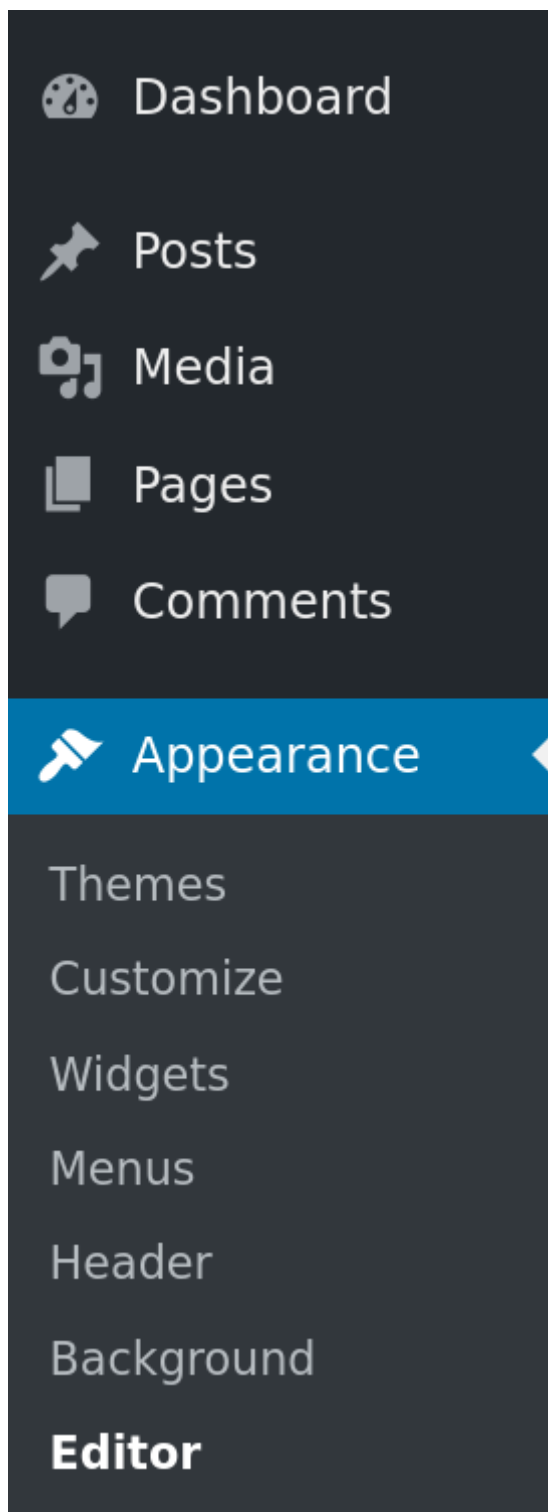 Dashboard
Posts
Media
Pages
Comments
Appearance
Themes
Customize
Widgets
Menus
Header
Background
Editor